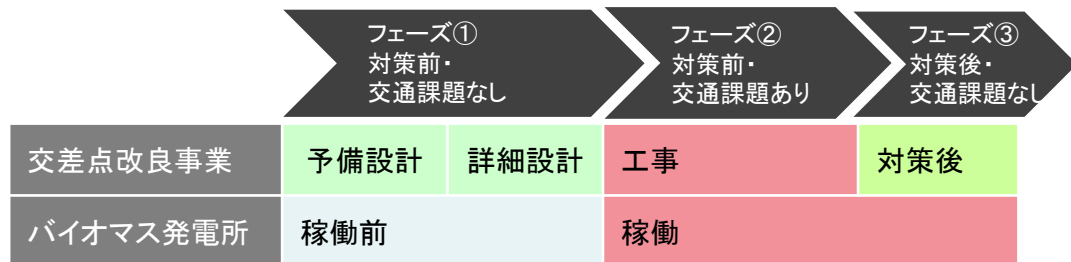 フェーズ①
対策前・
交通課題なし
フェーズ②
対策前・
交通課題あり
フェーズ③
対策後・
交通課題なし
交差点改良事業
予備設計
詳細設計
工事
対策後
バイオマス発電所
稼働前
稼働